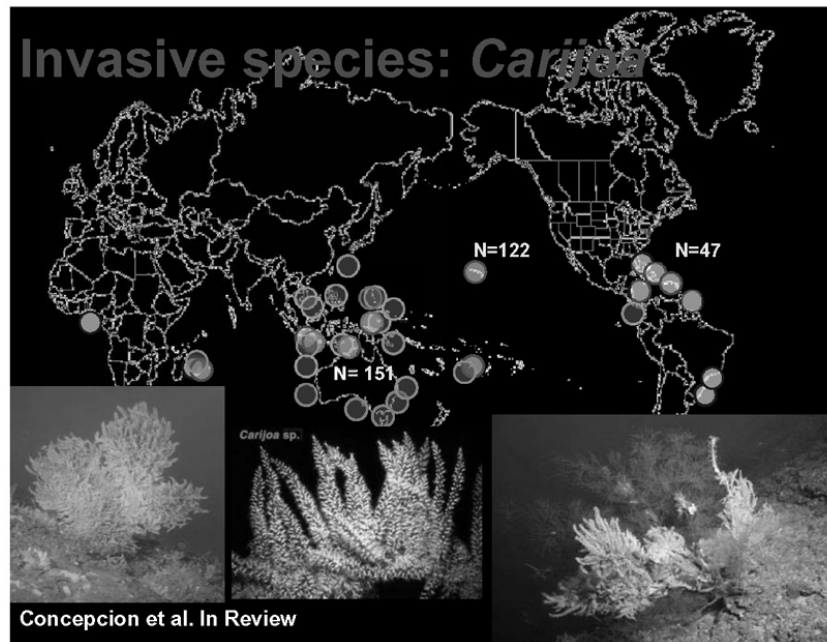 Invasive species: Carijoa
N=122
N=47
N= 151
Carijoa sp.
Concepcion et al. In Review